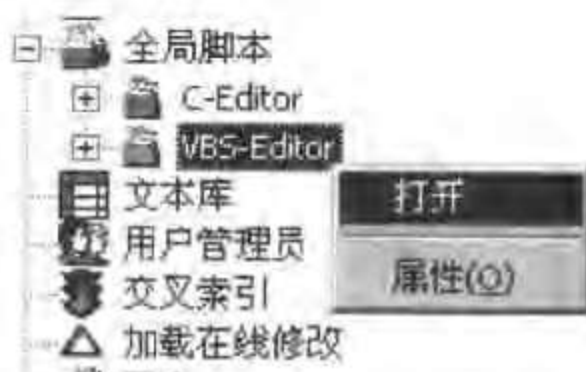 全局脚本
C-Editor
VBS-Editor
文本库
打开
用户管理员
属性(O)
交叉索引
加载在线修改